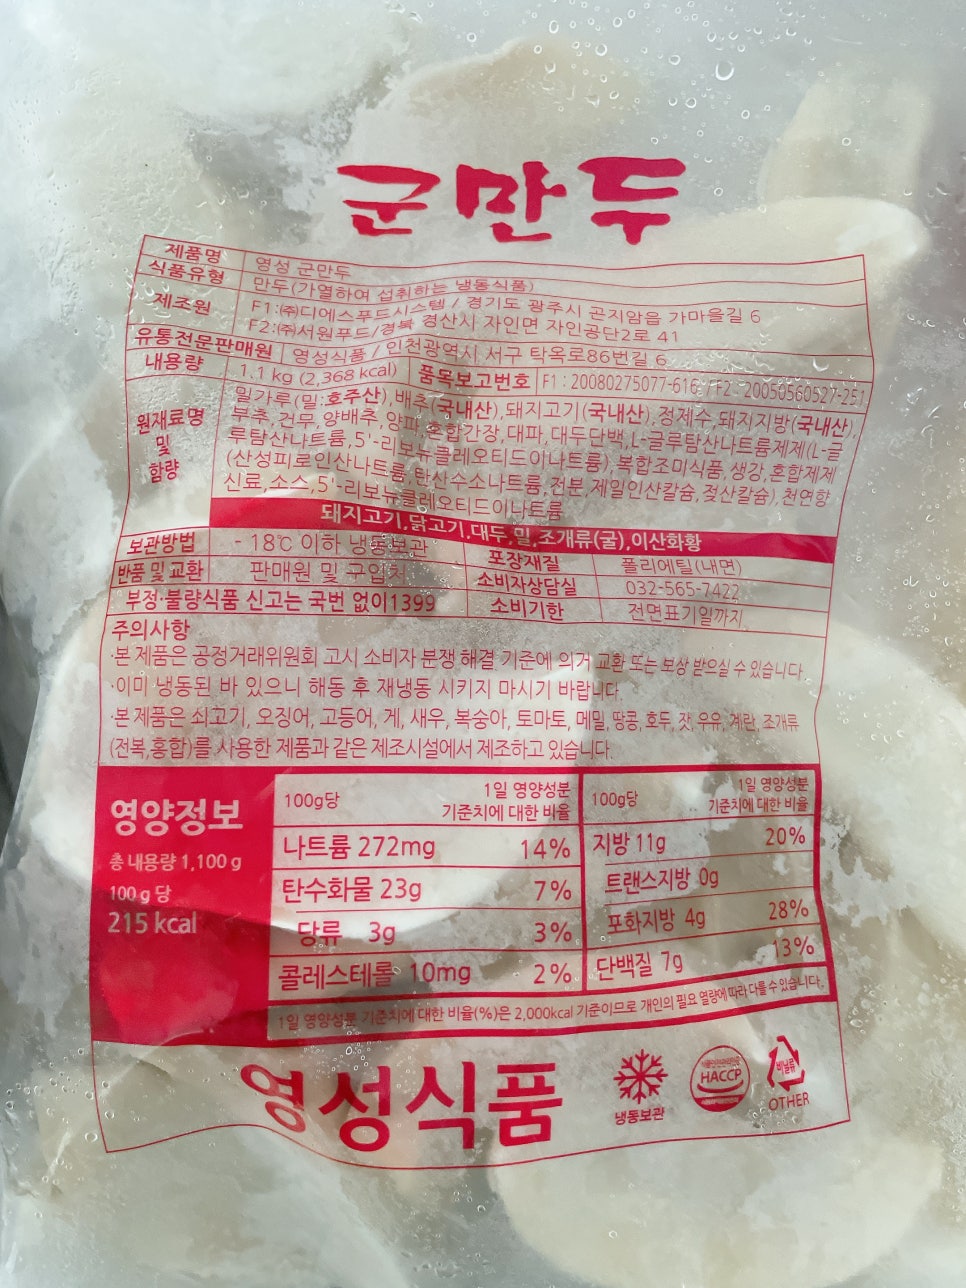 군만두
제품명 영성 군만두
식품유형 만두(가열하여 섭취하는 냉동식품)
제조원 F1:㈜디에스푸드시스템 / 경기도 광주시 곤지암읍 가마을길 6
F2:㈜서원푸드/경북 경산시 자인면 자인공단2로 41
유통전문판매원 영성식품 / 인천광역시 서구 탁옥로86번길 6
내용량 1.1 kg (2,368 kcal) 품목보고번호 F1 : 20080275077-616 / F2 : 20050560527-251
원재료명 및 함량
밀가루(밀:호주산),배추(국내산),돼지고기(국내산),정제수,돼지지방(국내산),
부추,건무,양배추,양파,혼합간장,대파,대두단백,L-글루탐산나트륨제제(L-글
루탐산나트륨,5'-리보뉴클레오티드이나트륨),복합조미식품,생강,혼합제제
(산성피로인산나트륨,탄산수소나트륨,전분,제일인산칼슘,젖산칼슘),천연향
신료,소스,5'-리보뉴클레오티드이나트륨
돼지고기,닭고기,대두,밀,조개류(굴),이산화황
보관방법 - 18℃ 이하 냉동보관 포장재질 폴리에틸(내면)
반품 및 교환 판매원 및 구입처 소비자상담실 032-565-7422
부정·불량식품 신고는 국번 없이1399 소비기한 전면표기일까지
주의사항
·본 제품은 공정거래위원회 고시 소비자 분쟁 해결 기준에 의거 교환 또는 보상 받으실 수 있습니다.
·이미 냉동된 바 있으니 해동 후 재냉동 시키지 마시기 바랍니다.
·본 제품은 쇠고기, 오징어, 고등어, 게, 새우, 복숭아, 토마토, 메밀, 땅콩, 호두, 잣, 우유, 계란, 조개류
(전복,홍합)를 사용한 제품과 같은 제조시설에서 제조하고 있습니다.
영양정보
총 내용량 1,100 g
100 g 당
215 kcal
100g당 1일 영양성분 기준치에 대한 비율 100g당 1일 영양성분 기준치에 대한 비율
나트륨 272mg 14% 지방 11g 20%
탄수화물 23g 7% 트랜스지방 0g
당류 3g 3% 포화지방 4g 28%
콜레스테롤 10mg 2% 단백질 7g 13%
1일 영양성분 기준치에 대한 비율(%)은 2,000kcal 기준이므로 개인의 필요 열량에 따라 다를 수 있습니다.
영성식품
냉동보관
HACCP
비닐류
OTHER